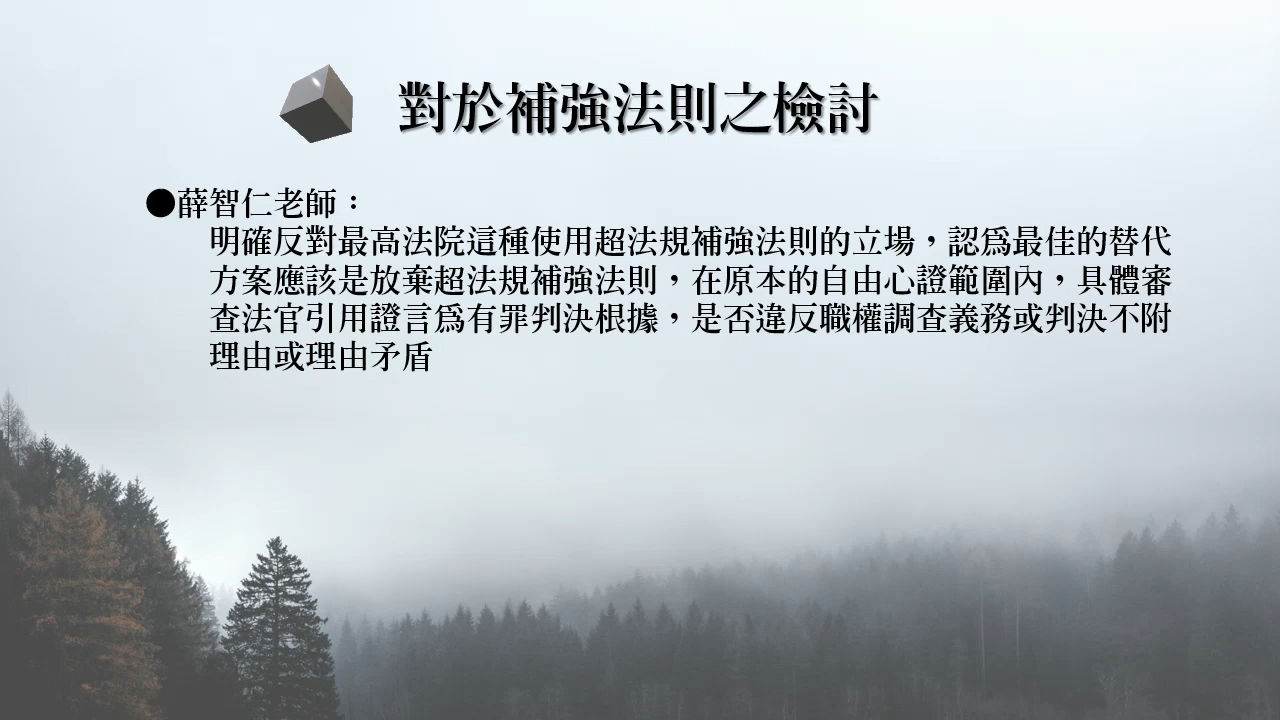 對於補強法則之檢討
●薛智仁老師：
明確反對最高法院這種使用超法規補強法則的立場，認為最佳的替代
方案應該是放棄超法規補強法則，在原本的自由心證範圍內，具體審
查法官引用證言為有罪判決根據，是否違反職權調查義務或判決不附
理由或理由矛盾